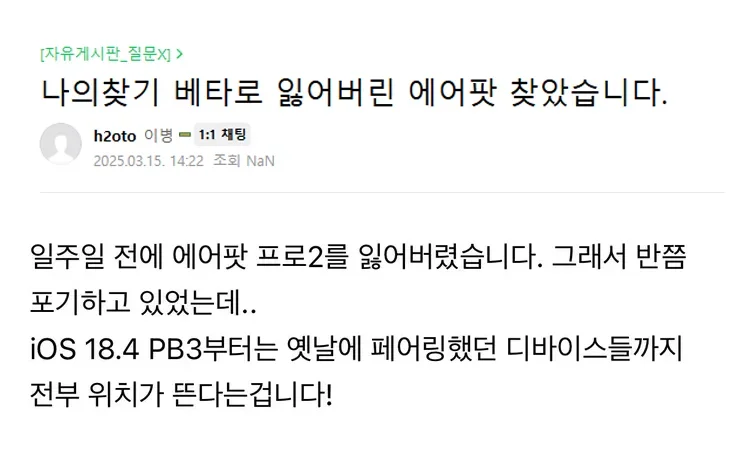 [자유게시판_질문X] >
나의찾기 베타로 잃어버린 에어팟 찾았습니다.
h2oto 이병 1:1 채팅
2025.03.15. 14:22 조회 NaN
일주일 전에 에어팟 프로2를 잃어버렸습니다. 그래서 반쯤
포기하고 있었는데..
iOS 18.4 PB3부터는 옛날에 페어링했던 디바이스들까지
전부 위치가 뜬다는겁니다!